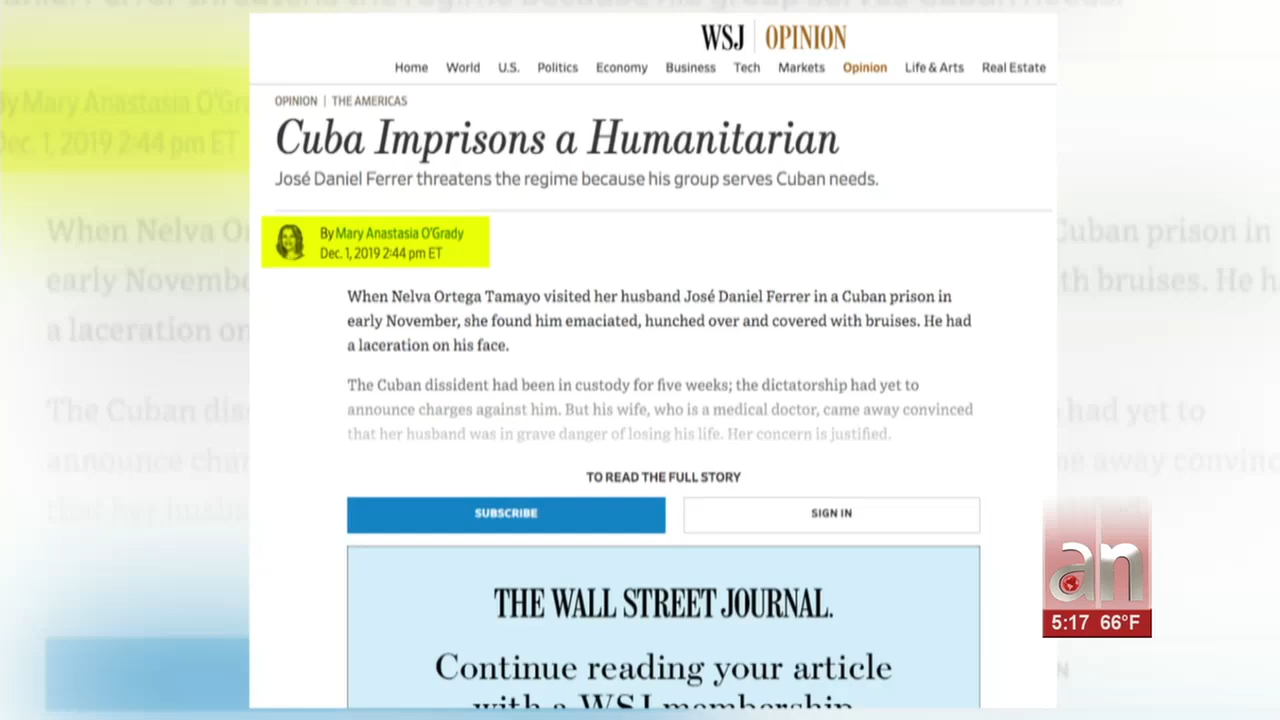 WSJ OPINION
Home World U.S. Politics Economy Business Tech Markets Opinion Life & Arts Real Estate
OPINION | THE AMERICAS
Cuba Imprisons a Humanitarian
José Daniel Ferrer threatens the regime because his group serves Cuban needs.
By Mary Anastasia O'Grady
Dec. 1, 2019 2:44 pm ET
When Nelva Ortega Tamayo visited her husband José Daniel Ferrer in a Cuban prison in
early November, she found him emaciated, hunched over and covered with bruises. He had
a laceration on his face.
The Cuban dissident had been in custody for five weeks; the dictatorship had yet to
announce charges against him. But his wife, who is a medical doctor, came away convinced
that her husband was in grave danger of losing his life. Her concern is justified.
TO READ THE FULL STORY
SUBSCRIBE SIGN IN
THE WALL STREET JOURNAL.
Continue reading your article
with a WSJ membership
an
5:17 66°F